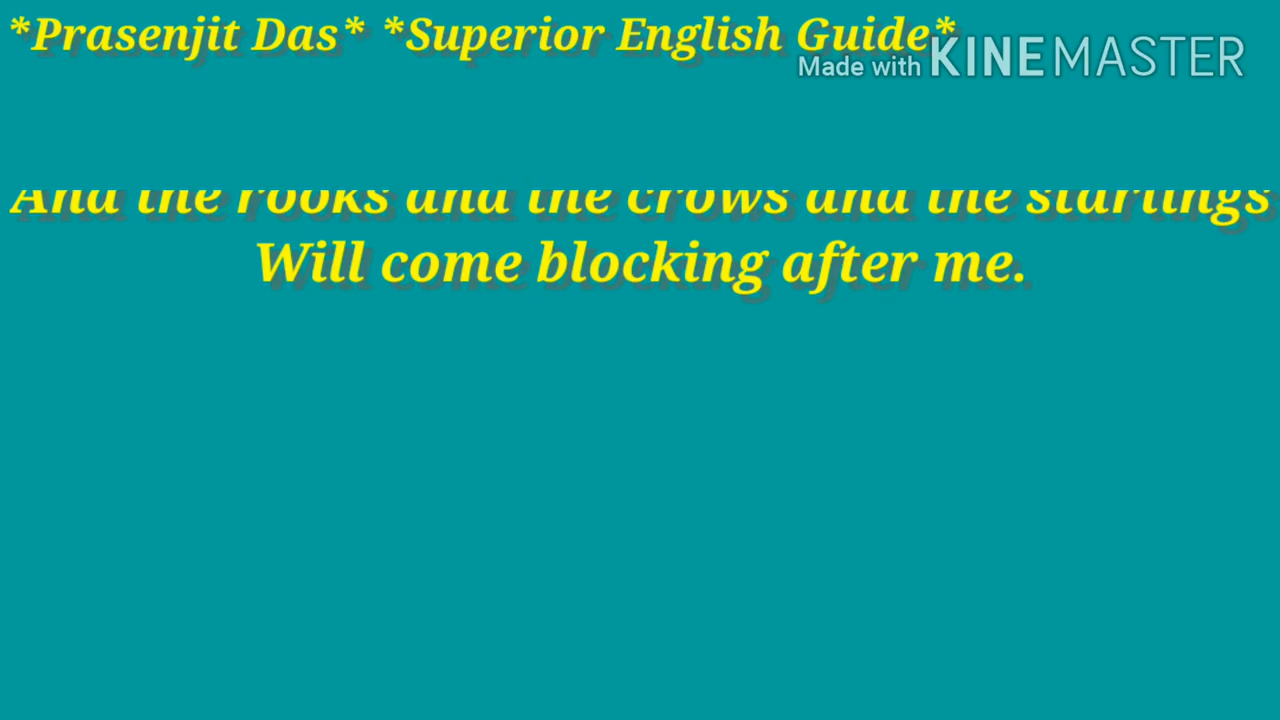 *Prasenjit Das* *Superior English Guide*
Made with KINEMASTER
And the rooks and the crows and the starlings
Will come blocking after me.